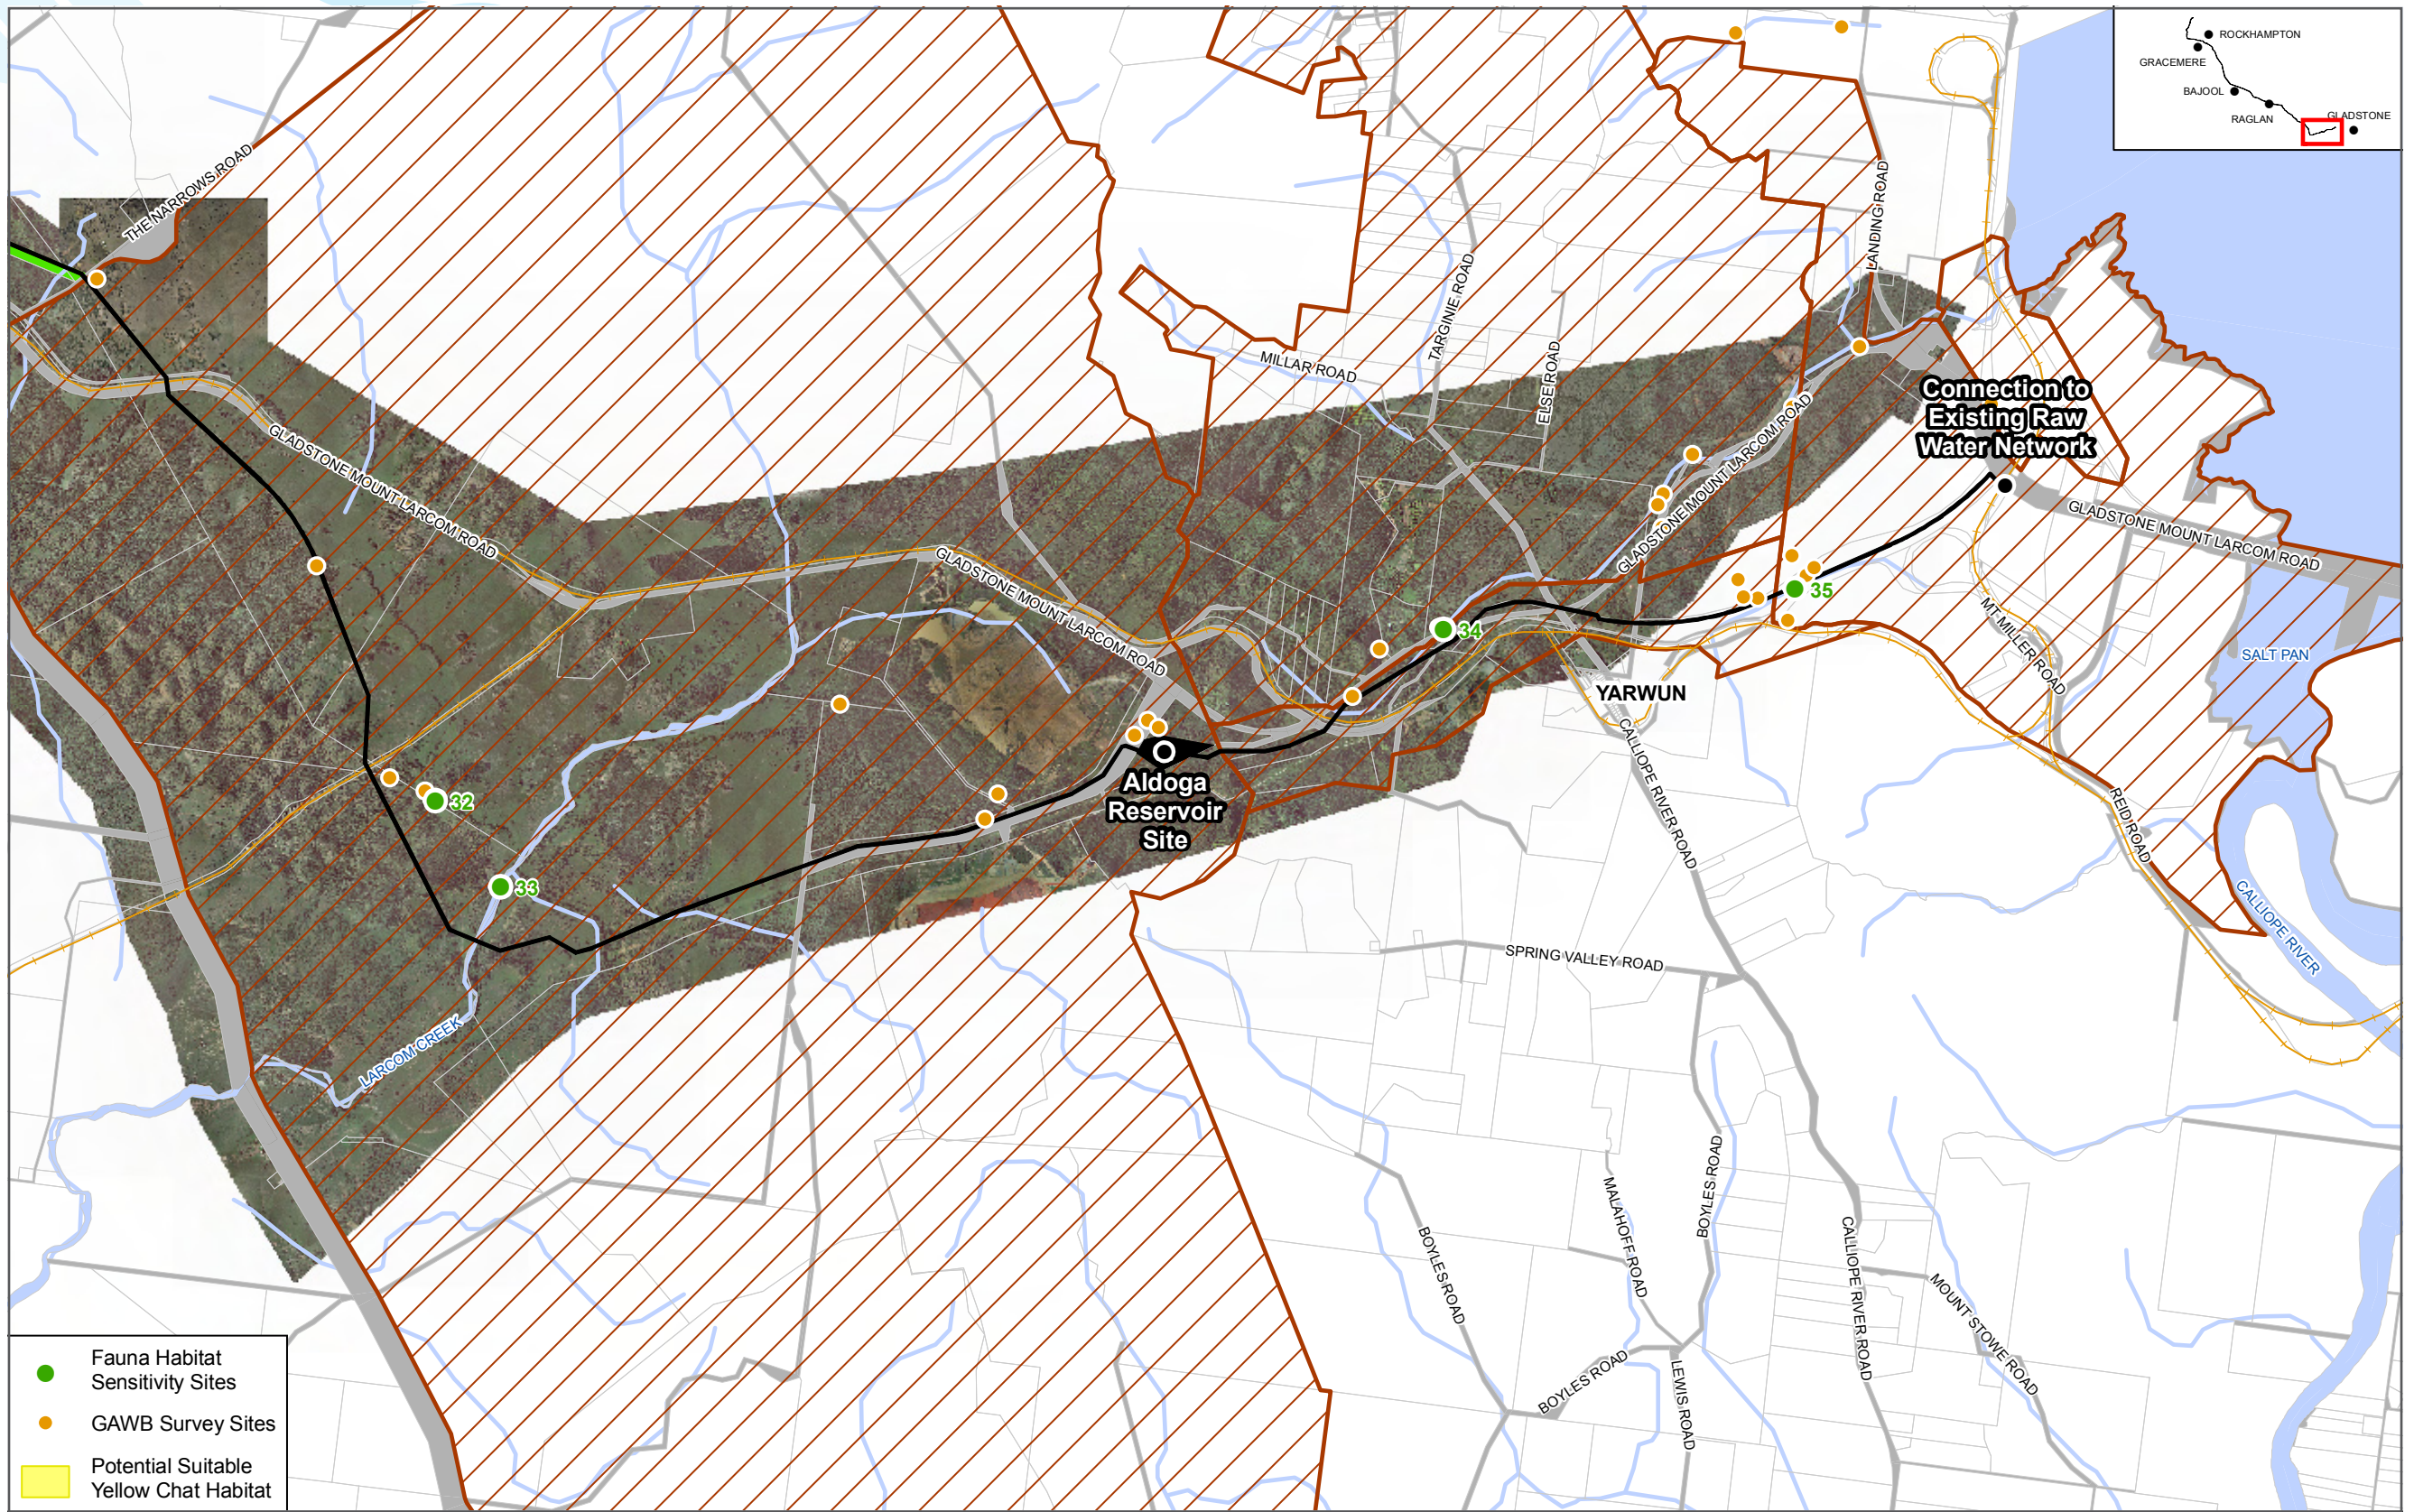 ROCKHAMPTON
GRACEMERE
BAJOOL
RAGLAN
GLADSTONE
THE NARROWS ROAD
LANDING ROAD
TARGINIE ROAD
MILLAR ROAD
ELSE ROAD
Connection to
Existing Raw
Water Network
GLADSTONE MOUNT LARCOM ROAD
GLADSTONE MOUNT LARCOM ROAD
GLADSTONE MOUNT LARCOM ROAD
GLADSTONE MOUNT LARCOM ROAD
35
34
MT MILLER ROAD
SALT PAN
YARWUN
CALLIOPE RIVER ROAD
Aldoga
Reservoir
Site
32
33
REID ROAD
CALLIOPE RIVER
SPRING VALLEY ROAD
LARCOM CREEK
BOYLES ROAD
MALAHOFF ROAD
BOYLES ROAD
CALLIOPE RIVER ROAD
MOUNT STOWE ROAD
BOYLES ROAD
LEWIS ROAD
Fauna Habitat
Sensitivity Sites
GAWB Survey Sites
Potential Suitable
Yellow Chat Habitat